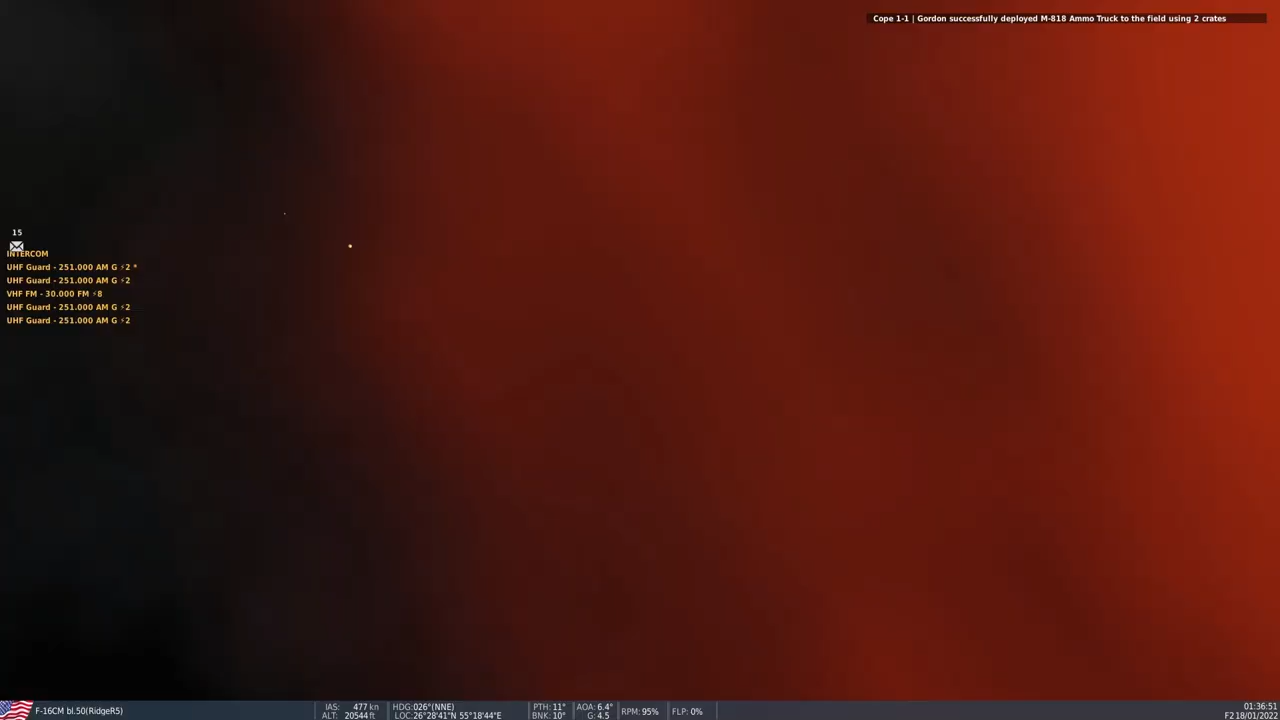 Cope 1-1 | Gordon successfully deployed M-818 Ammo Truck to the field using 2 crates
15
INTERCOM
UHF Guard - 251.000 AM G ⚡2 *
UHF Guard - 251.000 AM G ⚡2
VHF FM - 30.000 FM ⚡8
UHF Guard - 251.000 AM G ⚡2
UHF Guard - 251.000 AM G ⚡2
F-16CM bl.50(RidgeR5)
IAS: 477 kn
ALT: 20544 ft
HDG:026°(NNE)
LOC:26°28'41"N 55°18'44"E
PTH: 11°
BNK: 10°
AOA: 6.4°
G: 4.5
RPM: 95%
FLP: 0%
01:36:51
F2 18/01/2022